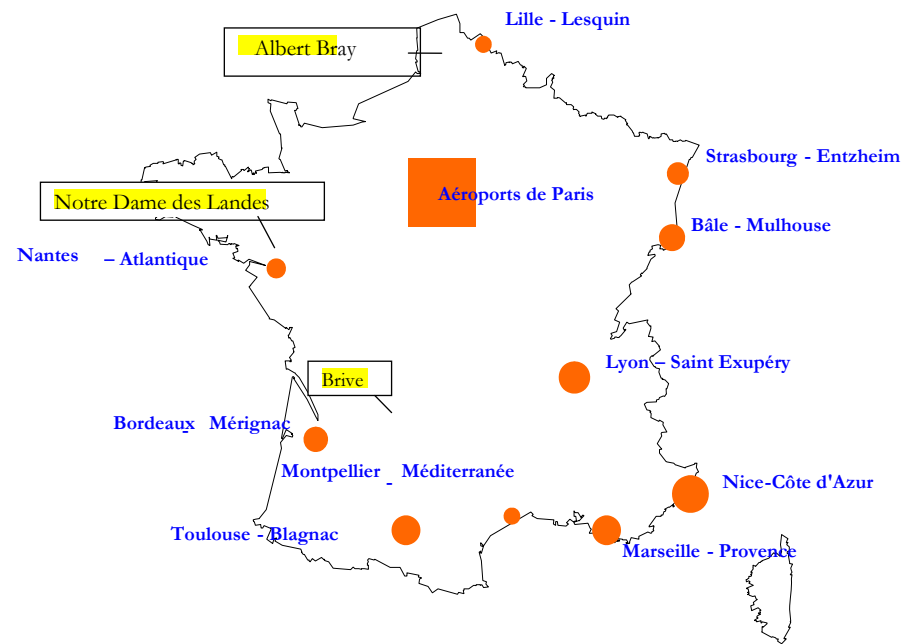 Lille - Lesquin
Albert Bray
Strasbourg - Entzheim
Aéroports de Paris
Notre Dame des Landes
Bâle - Mulhouse
Nantes – Atlantique
Lyon – Saint Exupéry
Brive
Bordeaux - Mérignac
Montpellier - Méditerranée
Nice-Côte d'Azur
Toulouse - Blagnac
Marseille - Provence